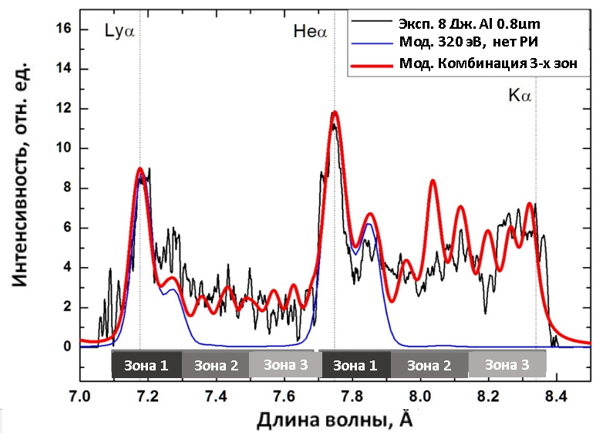 Эксп. 8 Дж. Al 0.8um
Мод. 320 эВ, нет РИ
Мод. Комбинация 3-х зон
Lyα
Heα
Kα
Интенсивность, отн. ед.
16
14
12
10
8
6
4
2
0
Зона 1 Зона 2 Зона 3 Зона 1 Зона 2 Зона 3
7.0 7.2 7.4 7.6 7.8 8.0 8.2 8.4
Длина волны, Å